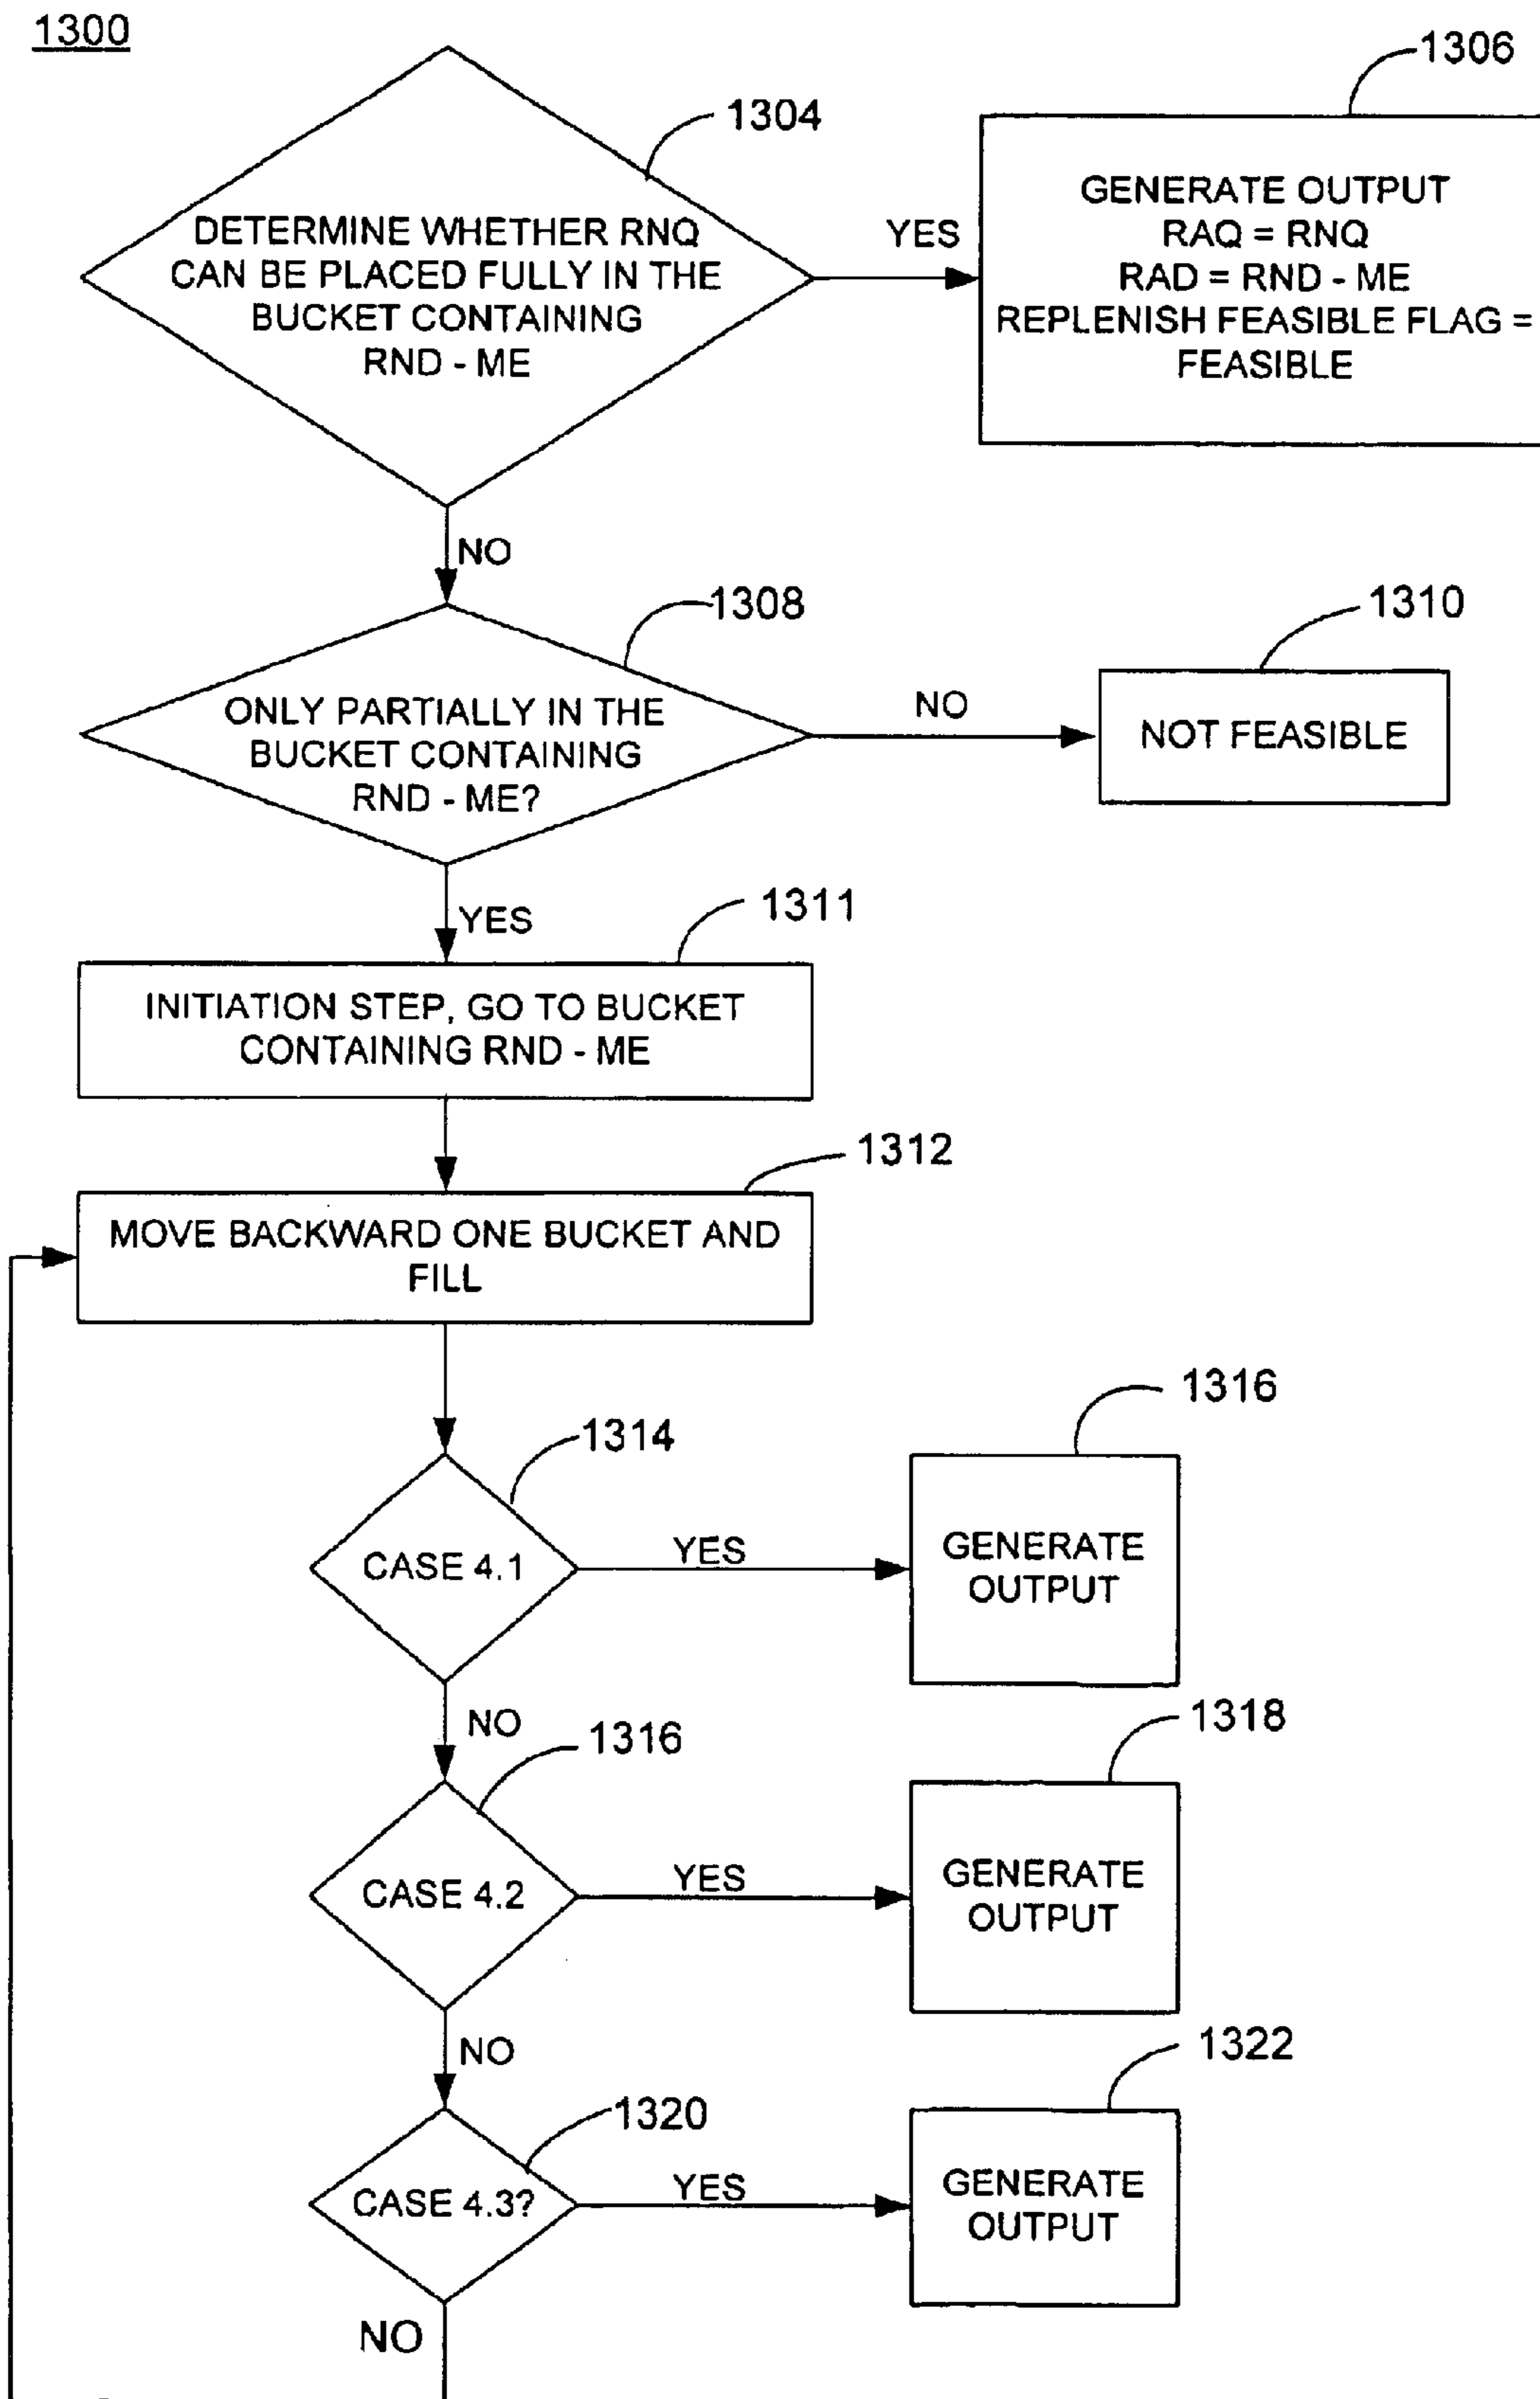 1300
1304
DETERMINE WHETHER RNQ
CAN BE PLACED FULLY IN THE
BUCKET CONTAINING
RND - ME
YES
1306
GENERATE OUTPUT
RAQ = RNQ
RAD = RND - ME
REPLENISH FEASIBLE FLAG =
FEASIBLE
NO
1308
ONLY PARTIALLY IN THE
BUCKET CONTAINING
RND - ME?
NO
1310
NOT FEASIBLE
YES
1311
INITIATION STEP, GO TO BUCKET
CONTAINING RND - ME
1312
MOVE BACKWARD ONE BUCKET AND
FILL
1314
CASE 4.1
YES
1316
GENERATE
OUTPUT
NO
1316
CASE 4.2
YES
1318
GENERATE
OUTPUT
NO
1320
CASE 4.3?
YES
1322
GENERATE
OUTPUT
NO